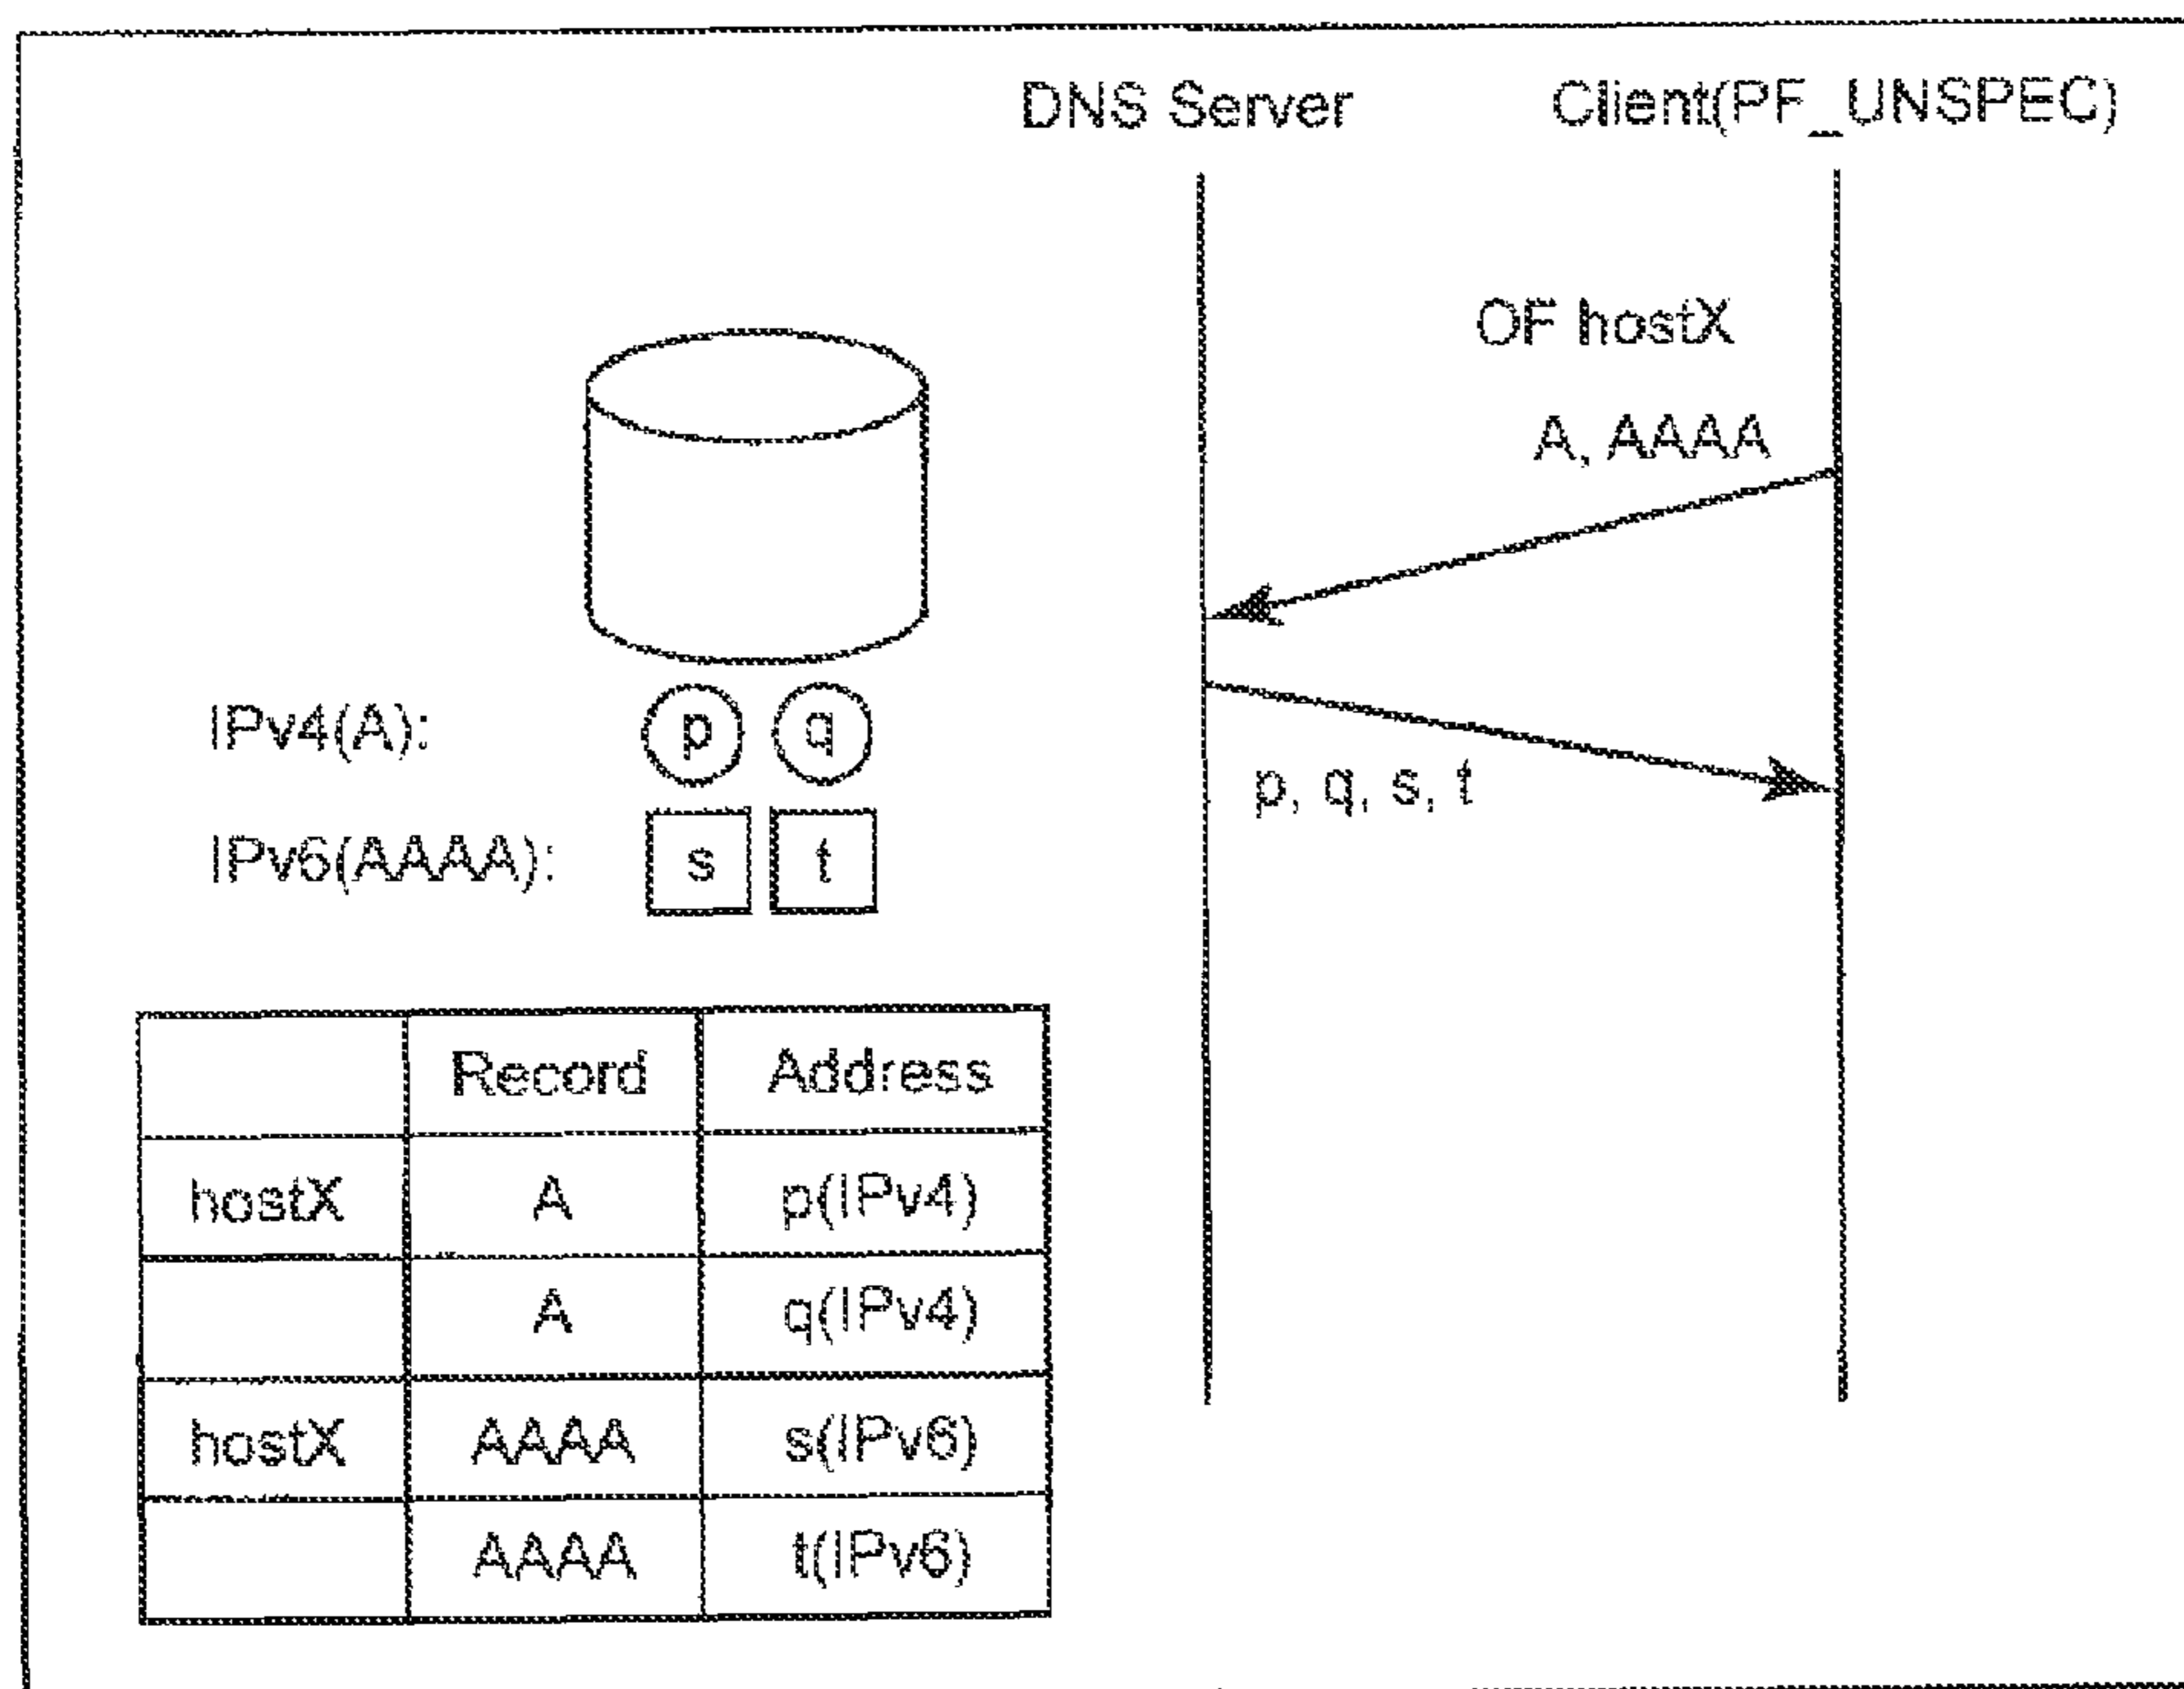 DNS Server Client(PF_UNSPEC)
OF hostX
A, AAAA
IPv4(A): p q
p, q, s, t
IPv6(AAAA): s t
Record Address
hostX A p(IPv4)
A q(IPv4)
hostX AAAA s(IPv6)
AAAA t(IPv6)